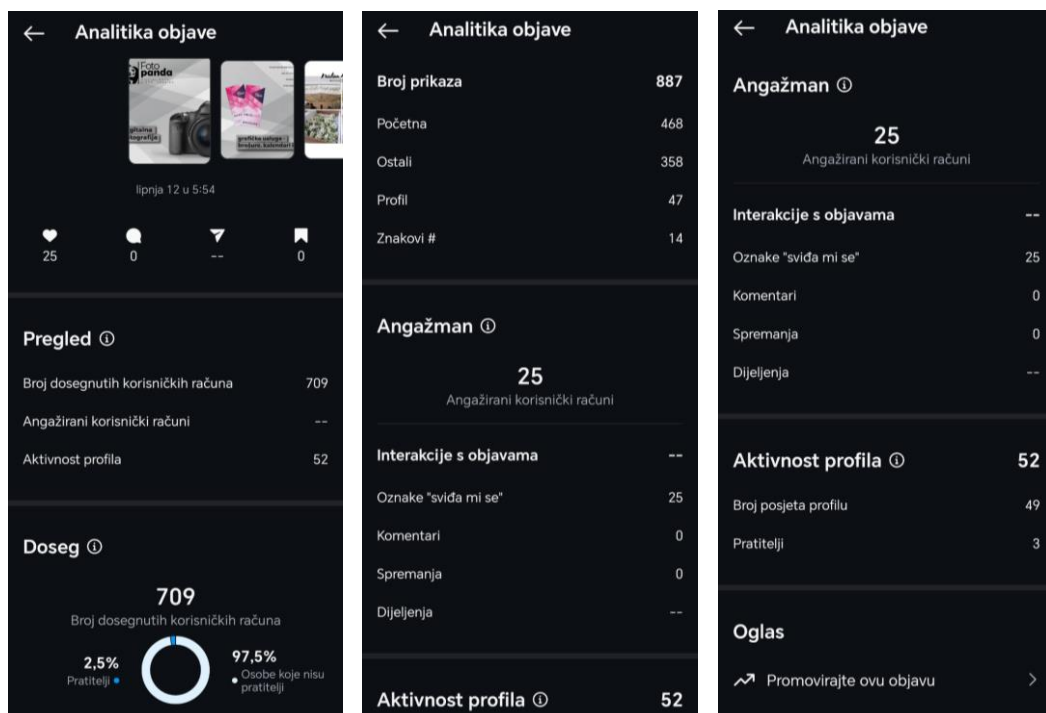 Analitika objave
Foto
panda
lipnja 12 u 5:54
25
0
--
0
Pregled
Broj dosegnutih korisničkih računa 709
Angažirani korisnički računi --
Aktivnost profila 52
Doseg
709
Broj dosegnutih korisničkih računa
2,5%
Pratitelji
97,5%
Osobe koje nisu
pratitelji
Analitika objave
Broj prikaza 887
Početna 468
Ostali 358
Profil 47
Znakovi # 14
Angažman
25
Angažirani korisnički računi
Interakcije s objavama --
Oznake "sviđa mi se" 25
Komentari 0
Spremanja 0
Dijeljenja --
Aktivnost profila 52
Analitika objave
Angažman
25
Angažirani korisnički računi
Interakcije s objavama --
Oznake "sviđa mi se" 25
Komentari 0
Spremanja 0
Dijeljenja --
Aktivnost profila 52
Broj posjeta profilu 49
Pratitelji 3
Oglas
Promovirajte ovu objavu